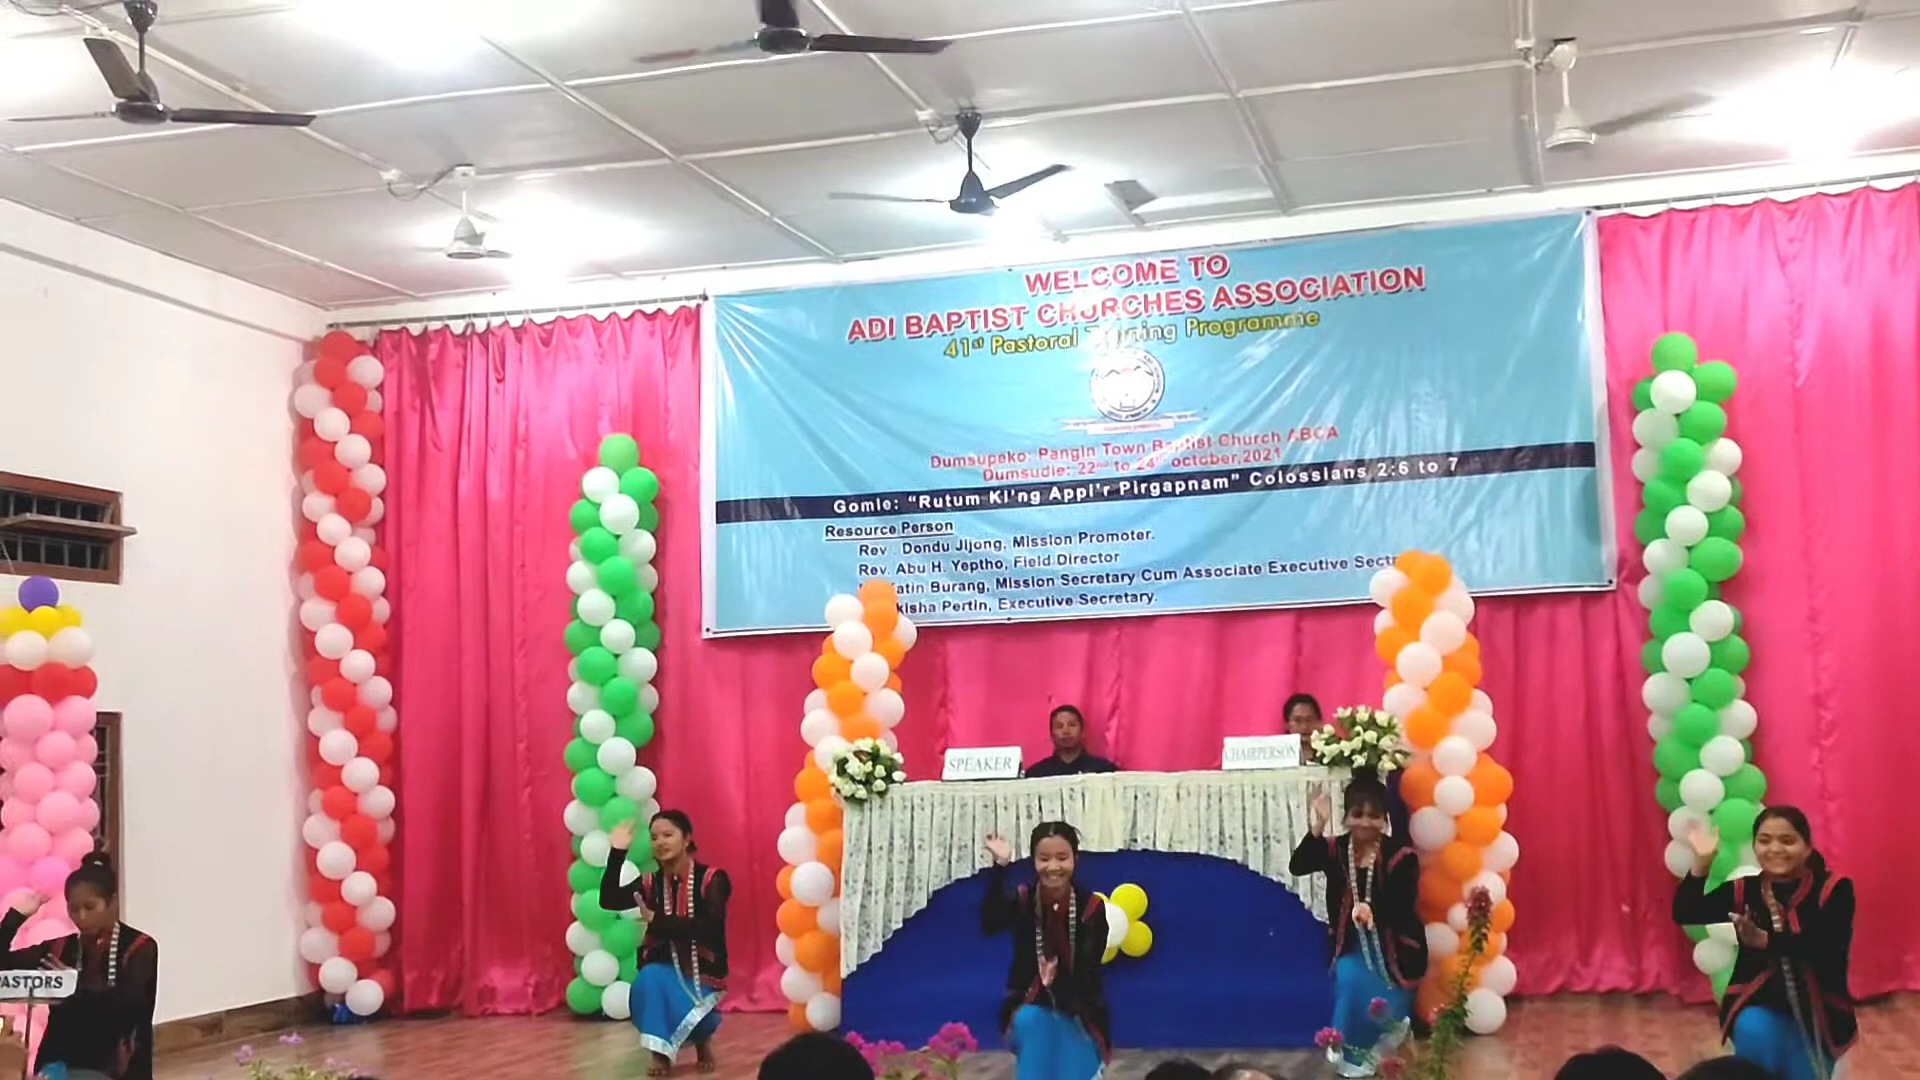 WELCOME TO
ADI BAPTIST CHURCHES ASSOCIATION
41st Pastoral Training Programme
Dumsupeko: Pangin Town Baptist Church ABCA
Dumsudie: 22nd to 24th october,2021
Gomle: “Rutum Ki'ng Appi'r Pirgapnam” Colossians 2:6 to 7
Resource Person
Rev. Dondu Jijong, Mission Promoter.
Rev. Abu H. Yeptho, Field Director
Burang, Mission Secretary Cum Associate Executive
Pertin, Executive Secretary.
SPEAKER
CHAIRPERSON
PASTORS